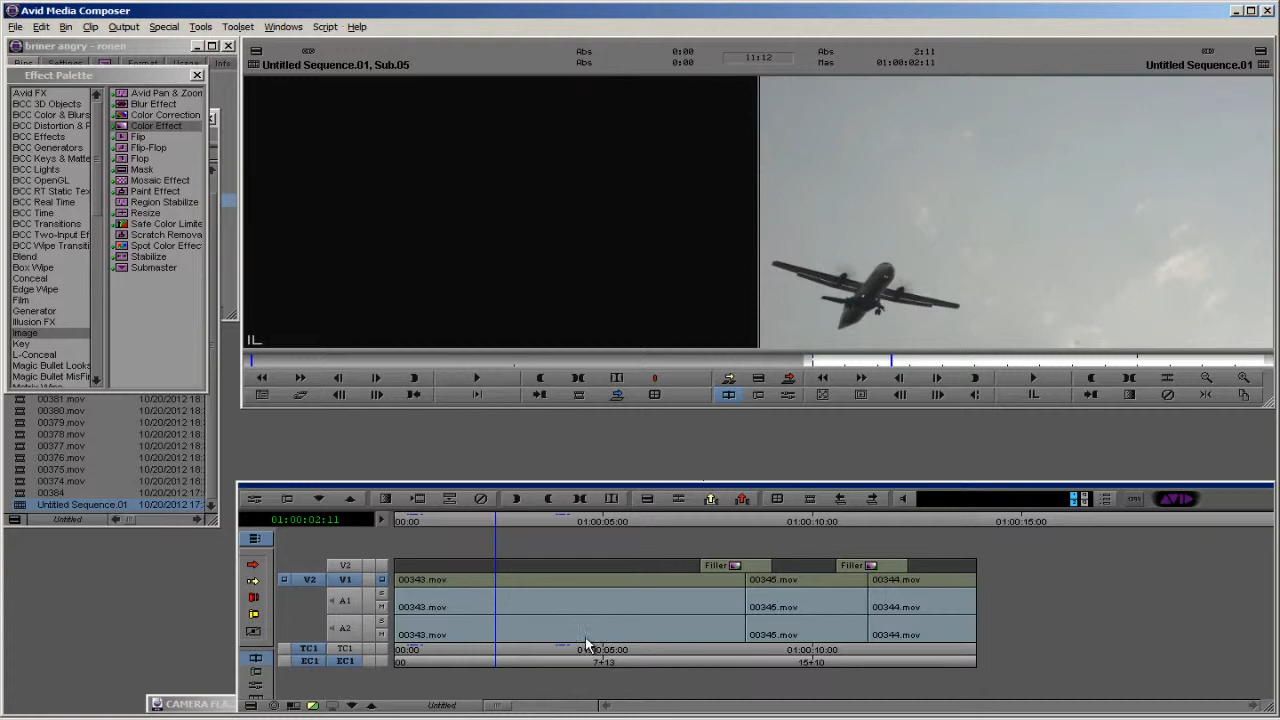 Avid Media Composer
File Edit Bin Clip Output Special Tools Toolset Windows Script Help
briner angry - ronen
Bins Settings Format Usage Info
Effect Palette
Avid FX
BCC 3D Objects
BCC Color & Blurs
BCC Distortion & P
BCC Effects
BCC Generators
BCC Keys & Matte
BCC Lights
BCC OpenGL
BCC RT Static Tex
BCC Real Time
BCC Time
BCC Transitions
BCC Two-Input Ef
BCC Wipe Transiti
Blend
Box Wipe
Conceal
Edge Wipe
Film
Generator
Illusion FX
Image
Key
L-Conceal
Magic Bullet Looks
Magic Bullet MisFir
Avid Pan & Zoom
Blur Effect
Color Correction
Color Effect
Flip
Flip-Flop
Flop
Mask
Mosaic Effect
Paint Effect
Region Stabilize
Resize
Safe Color Limite
Scratch Remova
Spot Color Effec
Stabilize
Submaster
00381.mov 10/20/2012 18:
00380.mov 10/20/2012 18:
00379.mov 10/20/2012 18:
00378.mov 10/20/2012 18:
00377.mov 10/20/2012 18:
00376.mov 10/20/2012 18:
00375.mov 10/20/2012 18:
00374.mov 10/20/2012 18:
00384 10/20/2012 17:
Untitled Sequence.01 10/20/2012 17:
Untitled
Abs 0:00
Abs 0:00
11:12
Abs 2:11
Mas 01:00:02:11
Untitled Sequence.01, Sub.05
Untitled Sequence.01
01:00:02:11
00:00 01:00:05:00 01:00:10:00 01:00:15:00
AVID
V2 Filler Filler
V2 V1 00343.mov 00345.mov 00344.mov
A1 S M 00343.mov 00345.mov 00344.mov
A2 S M 00343.mov 00345.mov 00344.mov
TC1 TC1 00:00 01:00:05:00 01:00:10:00
EC1 EC1 00 7+13 15+10
CAMERA FLA
Untitled